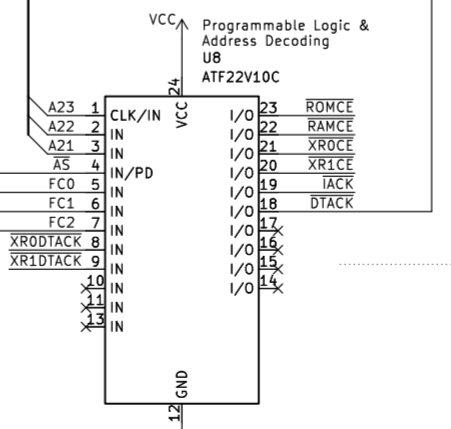 VCC
Programmable Logic &
Address Decoding
U8
ATF22V10C
24
VCC
A23 1 CLK/IN I/O 23 ROMCE
A22 2 IN I/O 22 RAMCE
A21 3 IN I/O 21 XR0CE
AS 4 IN/PD I/O 20 XR1CE
FC0 5 IN I/O 19 IACK
FC1 6 IN I/O 18 DTACK
FC2 7 IN I/O 17
XR0DTACK 8 IN I/O 16
XR1DTACK 9 IN I/O 15
10 IN I/O 14
11 IN
13 IN
GND
12